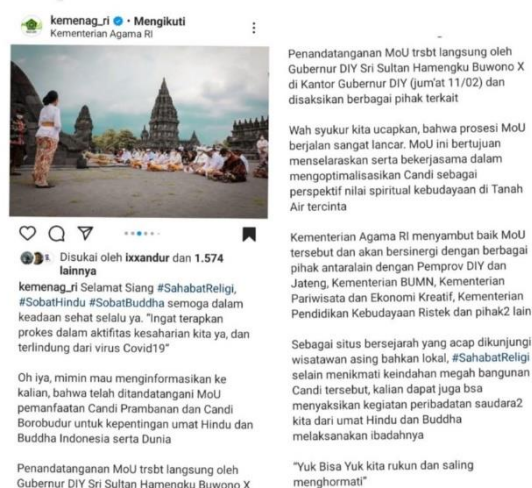 kemenag_ri • Mengikuti
Kementerian Agama RI
Disukai oleh ixxandur dan 1.574
lainnya
kemenag_ri Selamat Siang #SahabatReligi,
#SobatHindu #SobatBuddha semoga dalam
keadaan sehat selalu ya. "Ingat terapkan
prokes dalam aktifitas kesaharian kita ya, dan
terlindung dari virus Covid19"
Oh iya, mimin mau menginformasikan ke
kalian, bahwa telah ditandatangani MoU
pemanfaatan Candi Prambanan dan Candi
Borobudur untuk kepentingan umat Hindu dan
Buddha Indonesia serta Dunia
Penandatanganan MoU trsbt langsung oleh
Gubernur DIY Sri Sultan Hamengku Buwono X
Penandatanganan MoU trsbt langsung oleh
Gubernur DIY Sri Sultan Hamengku Buwono X
di Kantor Gubernur DIY (jum'at 11/02) dan
disaksikan berbagai pihak terkait
Wah syukur kita ucapkan, bahwa prosesi MoU
berjalan sangat lancar. MoU ini bertujuan
menselaraskan serta bekerjasama dalam
mengoptimalisasikan Candi sebagai
perspektif nilai spiritual kebudayaan di Tanah
Air tercinta
Kementerian Agama RI menyambut baik MoU
tersebut dan akan bersinergi dengan berbagai
pihak antaralain dengan Pemprov DIY dan
Jateng, Kementerian BUMN, Kementerian
Pariwisata dan Ekonomi Kreatif, Kementerian
Pendidikan Kebudayaan Ristek dan pihak2 lain
Sebagai situs bersejarah yang acap dikunjungi
wisatawan asing bahkan lokal, #SahabatReligi
selain menikmati keindahan megah bangunan
Candi tersebut, kalian dapat juga bsa
menyaksikan kegiatan peribadatan saudara2
kita dari umat Hindu dan Buddha
melaksanakan ibadahnya
"Yuk Bisa Yuk kita rukun dan saling
menghormati"